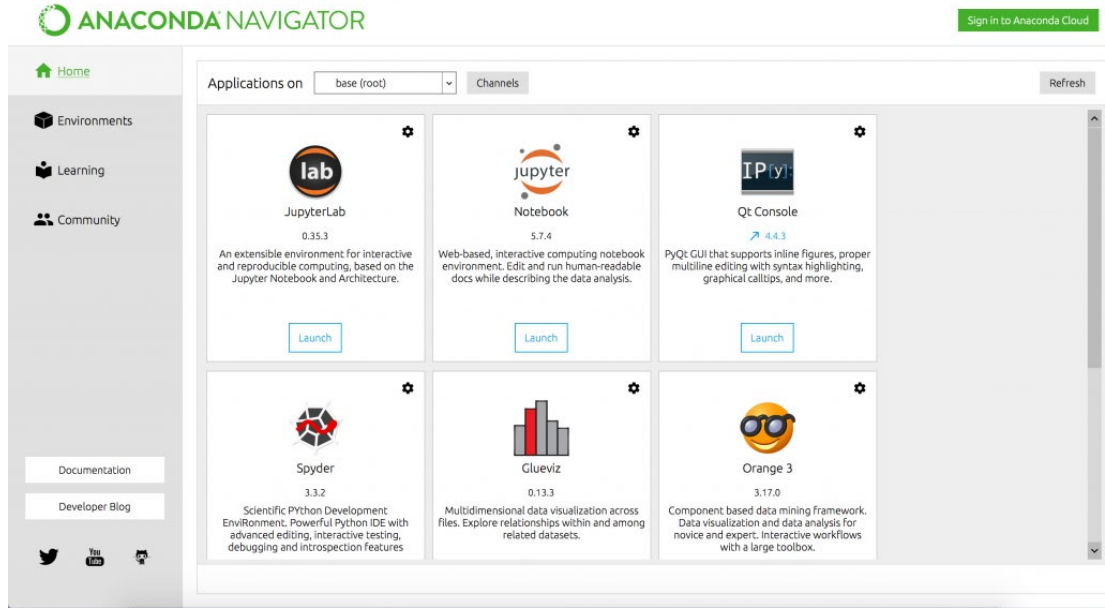 ANACONDA NAVIGATOR
Sign in to Anaconda Cloud
Home
Environments
Learning
Community
Documentation
Developer Blog
You
Tube
Applications on
base (root)
Channels
Refresh
lab
JupyterLab
0.35.3
An extensible environment for interactive
and reproducible computing, based on the
Jupyter Notebook and Architecture.
Launch
jupyter
Notebook
5.7.4
Web-based, interactive computing notebook
environment. Edit and run human-readable
docs while describing the data analysis.
Launch
IP[y]:
Qt Console
4.4.3
PyQt GUI that supports inline figures, proper
multiline editing with syntax highlighting,
graphical calltips, and more.
Launch
Spyder
3.3.2
Scientific PYthon Development
EnviRonment. Powerful Python IDE with
advanced editing, interactive testing,
debugging and introspection features
Glueviz
0.13.3
Multidimensional data visualization across
files. Explore relationships within and among
related datasets.
Orange 3
3.17.0
Component based data mining framework.
Data visualization and data analysis for
novice and expert. Interactive workflows
with a large toolbox.